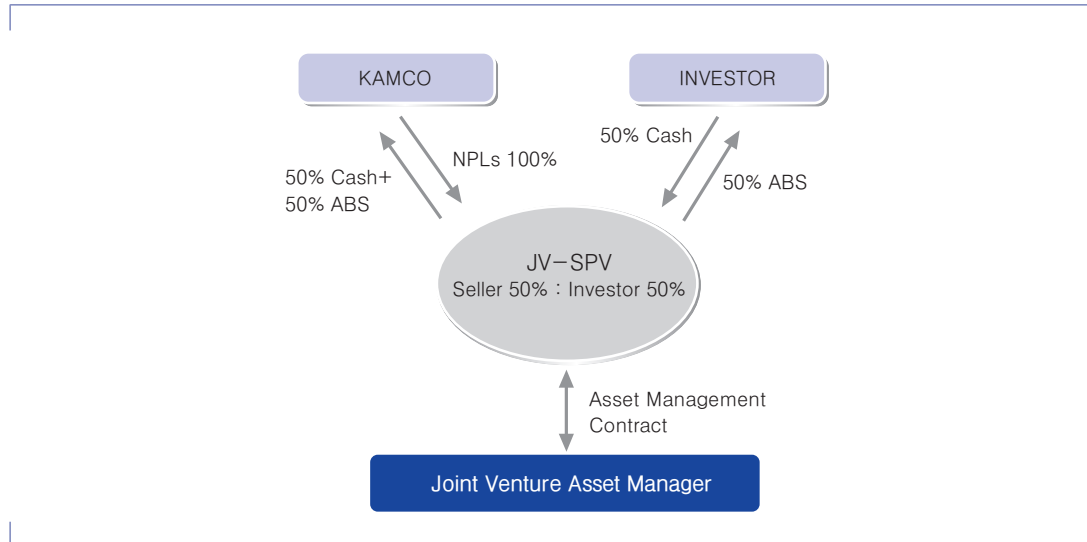 KAMCO
INVESTOR
50% Cash
NPLs 100%
50% Cash+
50% ABS
50% ABS
JV-SPV
Seller 50% : Investor 50%
Asset Management
Contract
Joint Venture Asset Manager